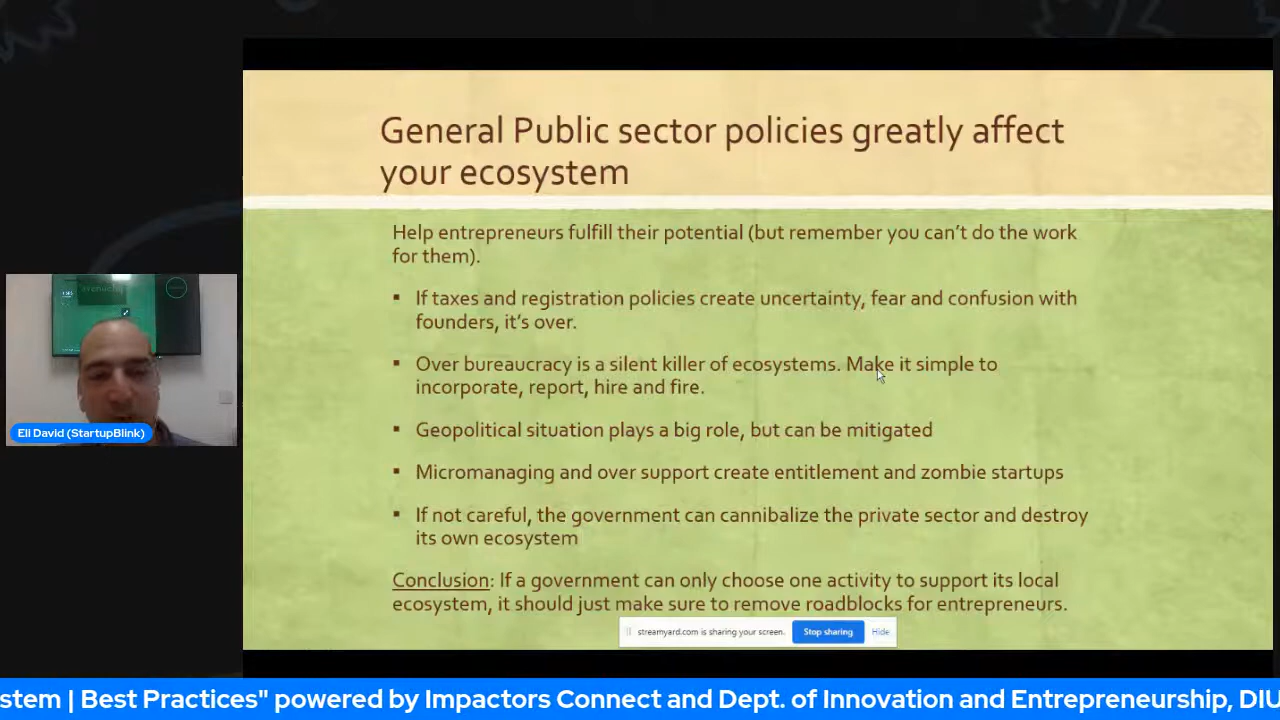 General Public sector policies greatly affect
your ecosystem
Help entrepreneurs fulfill their potential (but remember you can't do the work
for them).
▪ If taxes and registration policies create uncertainty, fear and confusion with
founders, it's over.
▪ Over bureaucracy is a silent killer of ecosystems. Make it simple to
incorporate, report, hire and fire.
▪ Geopolitical situation plays a big role, but can be mitigated
▪ Micromanaging and over support create entitlement and zombie startups
▪ If not careful, the government can cannibalize the private sector and destroy
its own ecosystem
Conclusion: If a government can only choose one activity to support its local
ecosystem, it should just make sure to remove roadblocks for entrepreneurs.
streamyard.com is sharing your screen. Stop sharing Hide
Eli David (StartupBlink)
stem | Best Practices" powered by Impactors Connect and Dept. of Innovation and Entrepreneurship, DIU